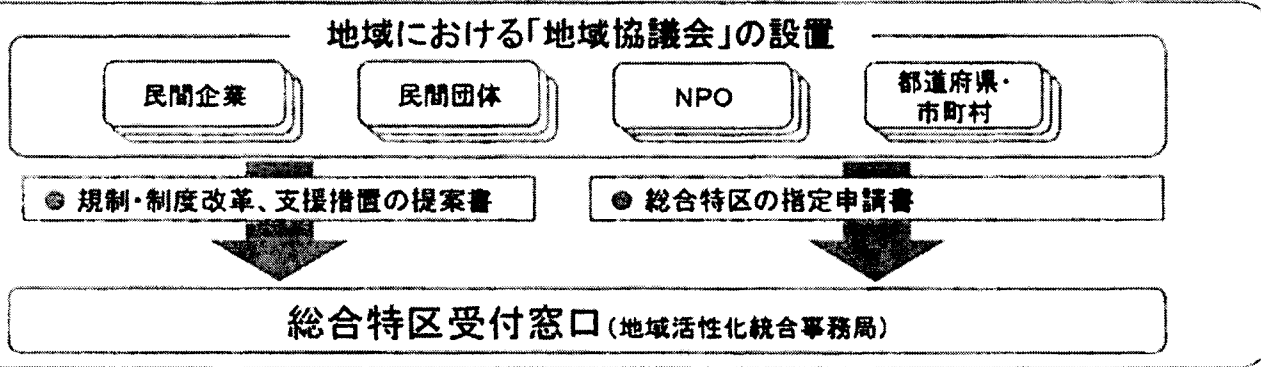 地域における「地域協議会」の設置
民間企業
民間団体
NPO
都道府県・
市町村
● 規制・制度改革、支援措置の提案書
● 総合特区の指定申請書
総合特区受付窓口(地域活性化統合事務局)